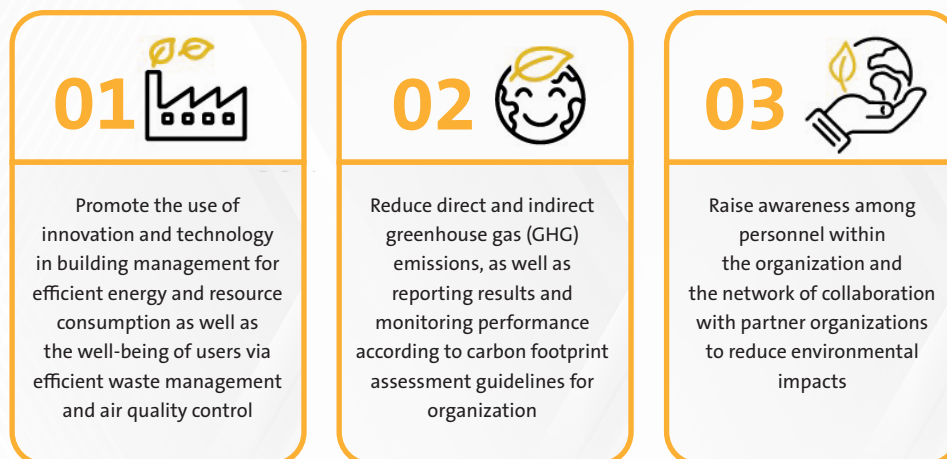 01
Promote the use of
innovation and technology
in building management for
efficient energy and resource
consumption as well as
the well-being of users via
efficient waste management
and air quality control
02
Reduce direct and indirect
greenhouse gas (GHG)
emissions, as well as
reporting results and
monitoring performance
according to carbon footprint
assessment guidelines for
organization
03
Raise awareness among
personnel within
the organization and
the network of collaboration
with partner organizations
to reduce environmental
impacts